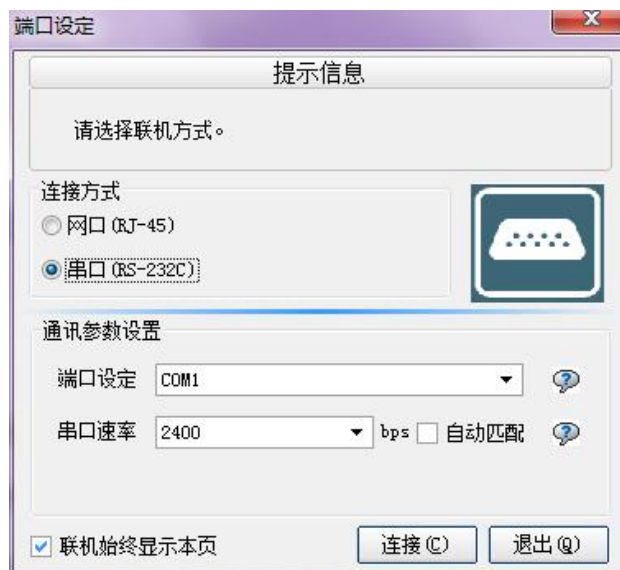 端口设定
提示信息
请选择联机方式。
连接方式
网口(RJ-45)
串口(RS-232C)
通讯参数设置
端口设定 COM1
串口速率 2400 bps 自动匹配
联机始终显示本页 连接(C) 退出(Q)